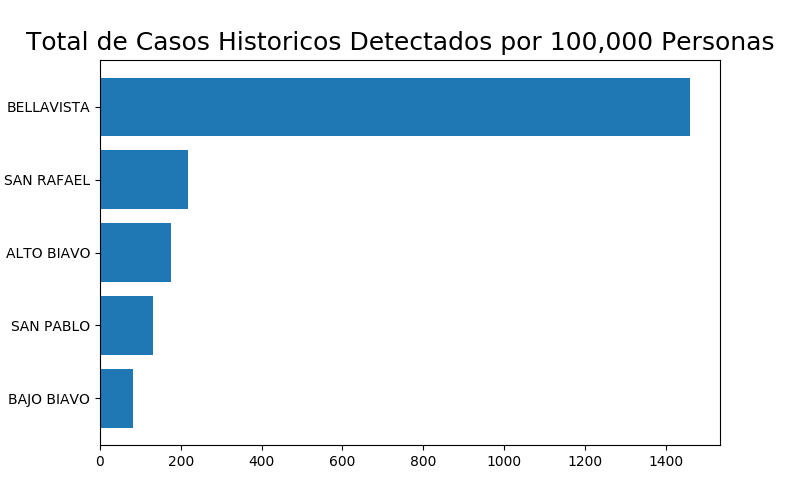 Total de Casos Historicos Detectados por 100,000 Personas
BELLAVISTA
SAN RAFAEL
ALTO BIAVO
SAN PABLO
BAJO BIAVO
0 200 400 600 800 1000 1200 1400